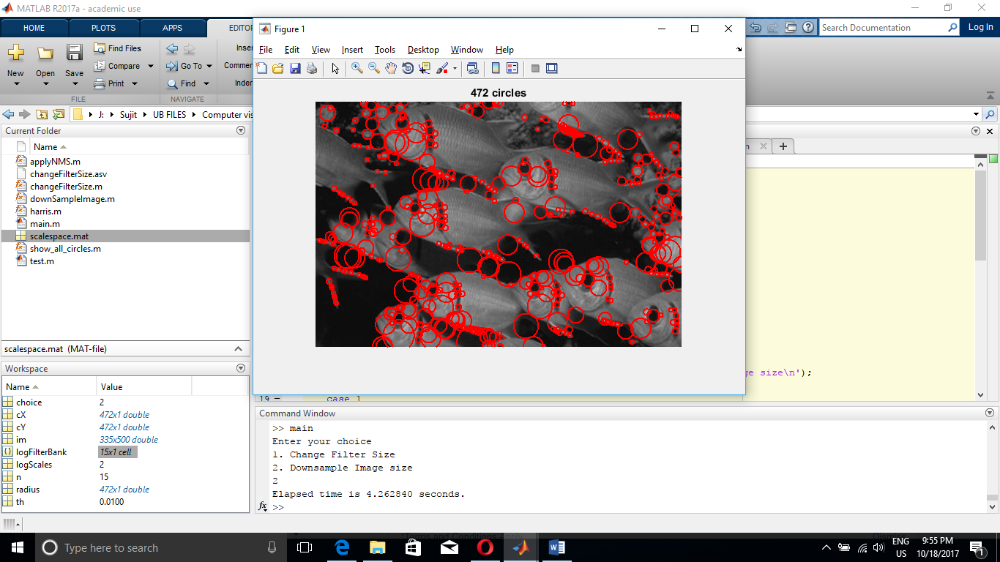 MATLAB R2017a - academic use
HOME PLOTS APPS EDITOR
Search Documentation
Log In
New Open Save
Find Files
Compare
Print
FILE
Go To
Find
NAVIGATE
Insert
J: Sujit UB FILES Computer vis
Current Folder
Name
applyNMS.m
changeFilterSize.asv
changeFilterSize.m
downSampleImage.m
harris.m
main.m
scalespace.mat
show_all_circles.m
test.m
scalespace.mat (MAT-file)
Workspace
Name Value
choice 2
cX 472x1 double
cY 472x1 double
im 335x500 double
logFilterBank 15x1 cell
logScales 2
n 15
radius 472x1 double
th 0.0100
Figure 1
File Edit View Insert Tools Desktop Window Help
472 circles
ge size\n');
19 - case 1
Command Window
>> main
Enter your choice
1. Change Filter Size
2. Downsample Image size
2
Elapsed time is 4.262840 seconds.
fx >>
Type here to search
ENG
US
9:55 PM
10/18/2017
1